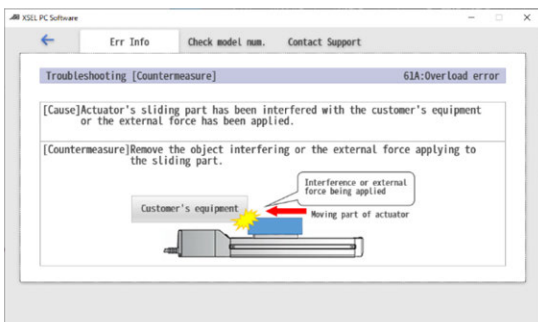 XSEL PC Software
Err Info Check model num. Contact Support
Troubleshooting [Countermeasure] 61A:Overload error
[Cause]Actuator's sliding part has been interfered with the customer's equipment
or the external force has been applied.
[Countermeasure]Remove the object interfering or the external force applying to
the sliding part.
Interference or external
force being applied
Customer's equipment
Moving part of actuator